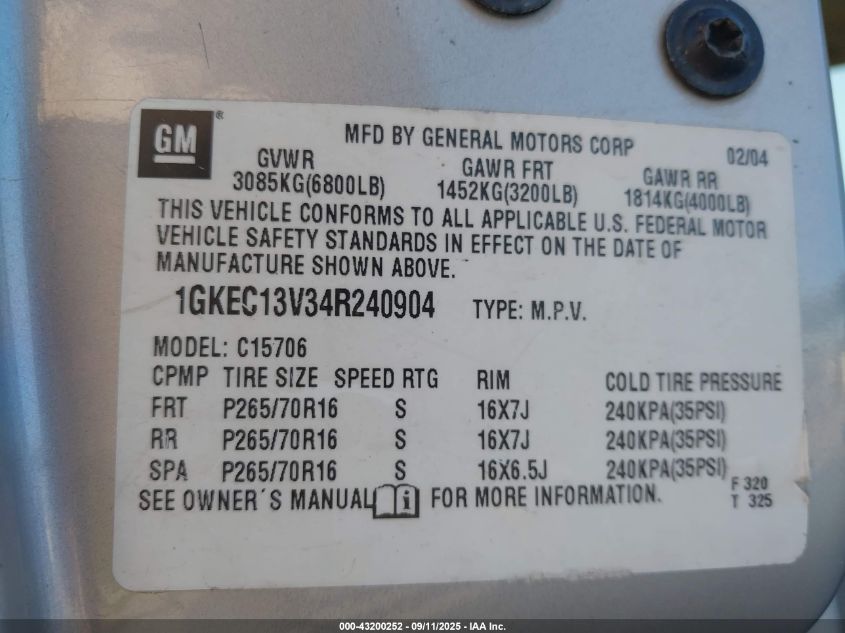 GM®
MFD BY GENERAL MOTORS CORP 02/04
GVWR GAWR FRT GAWR RR
3085KG(6800LB) 1452KG(3200LB) 1814KG(4000LB)
THIS VEHICLE CONFORMS TO ALL APPLICABLE U.S. FEDERAL MOTOR
VEHICLE SAFETY STANDARDS IN EFFECT ON THE DATE OF
MANUFACTURE SHOWN ABOVE.
1GKEC13V34R240904 TYPE: M.P.V.
MODEL: C15706
CPMP TIRE SIZE SPEED RTG RIM COLD TIRE PRESSURE
FRT P265/70R16 S 16X7J 240KPA(35PSI)
RR P265/70R16 S 16X7J 240KPA(35PSI)
SPA P265/70R16 S 16X6.5J 240KPA(35PSI)
F 320
SEE OWNER´S MANUAL i FOR MORE INFORMATION.
T 325
000-43200252 - 09/11/2025 - IAA Inc.